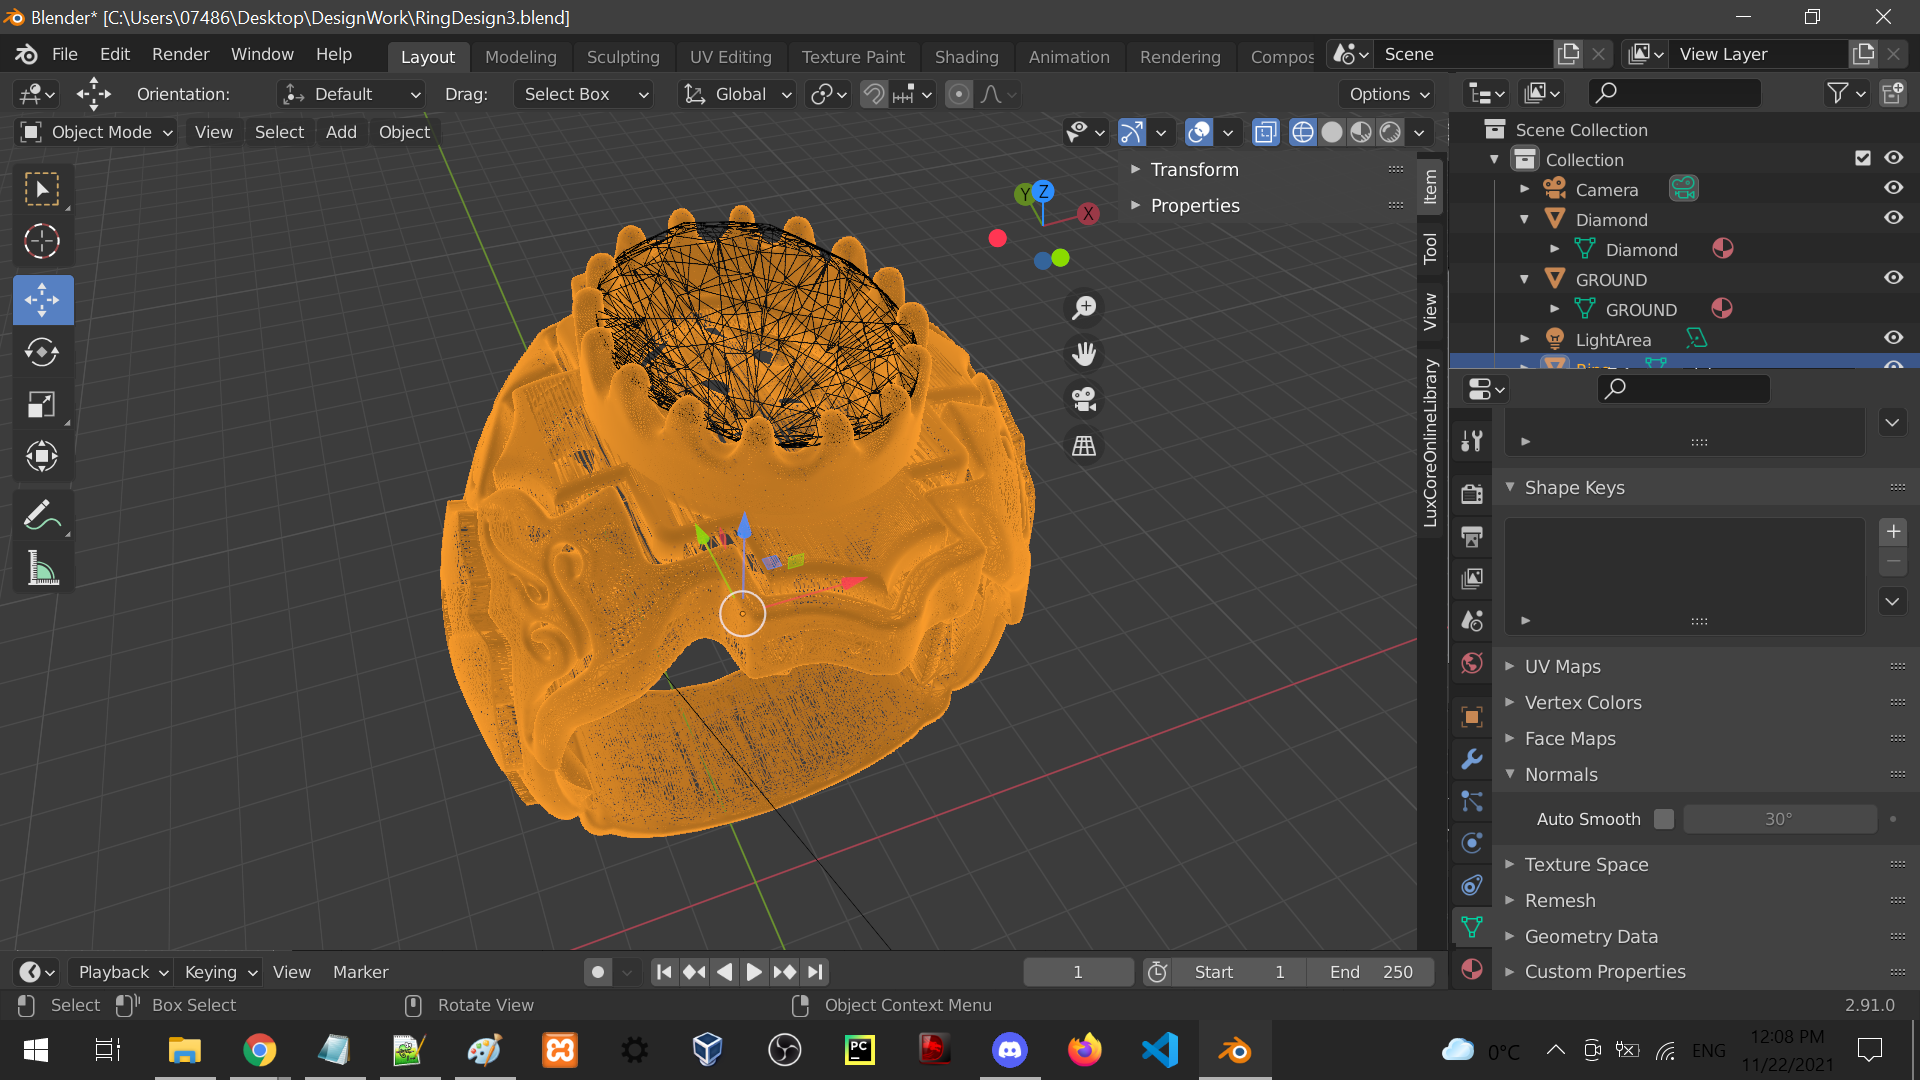 Blender* [C:\Users\07486\Desktop\DesignWork\RingDesign3.blend]
File Edit Render Window Help Layout Modeling Sculpting UV Editing Texture Paint Shading Animation Rendering Compos Scene View Layer
Orientation: Default Drag: Select Box Global Options
Object Mode View Select Add Object
Scene Collection
Collection
Camera
Diamond
Diamond
GROUND
GROUND
LightArea
Transform
Properties
Y Z X
Item
Tool
View
LuxCoreOnlineLibrary
Shape Keys
UV Maps
Vertex Colors
Face Maps
Normals
Auto Smooth 30°
Texture Space
Remesh
Geometry Data
Custom Properties
Playback Keying View Marker 1 Start 1 End 250
Select Box Select Rotate View Object Context Menu 2.91.0
PC 0°C ENG 12:08 PM
11/22/2021